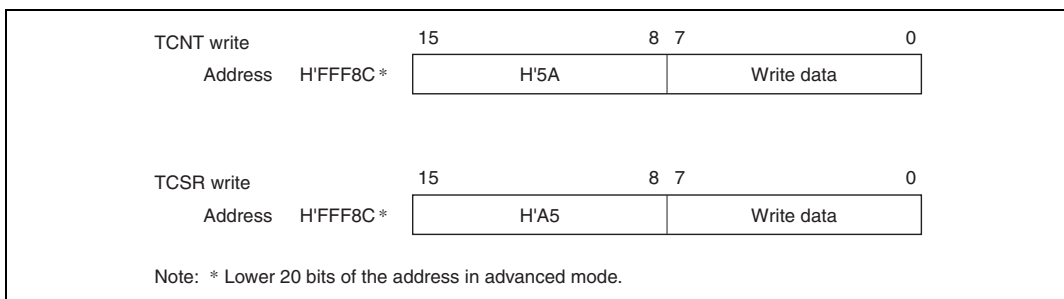 TCNT write 15 8 7 0
Address H'FFF8C * H'5A Write data
TCSR write 15 8 7 0
Address H'FFF8C * H'A5 Write data
Note: * Lower 20 bits of the address in advanced mode.